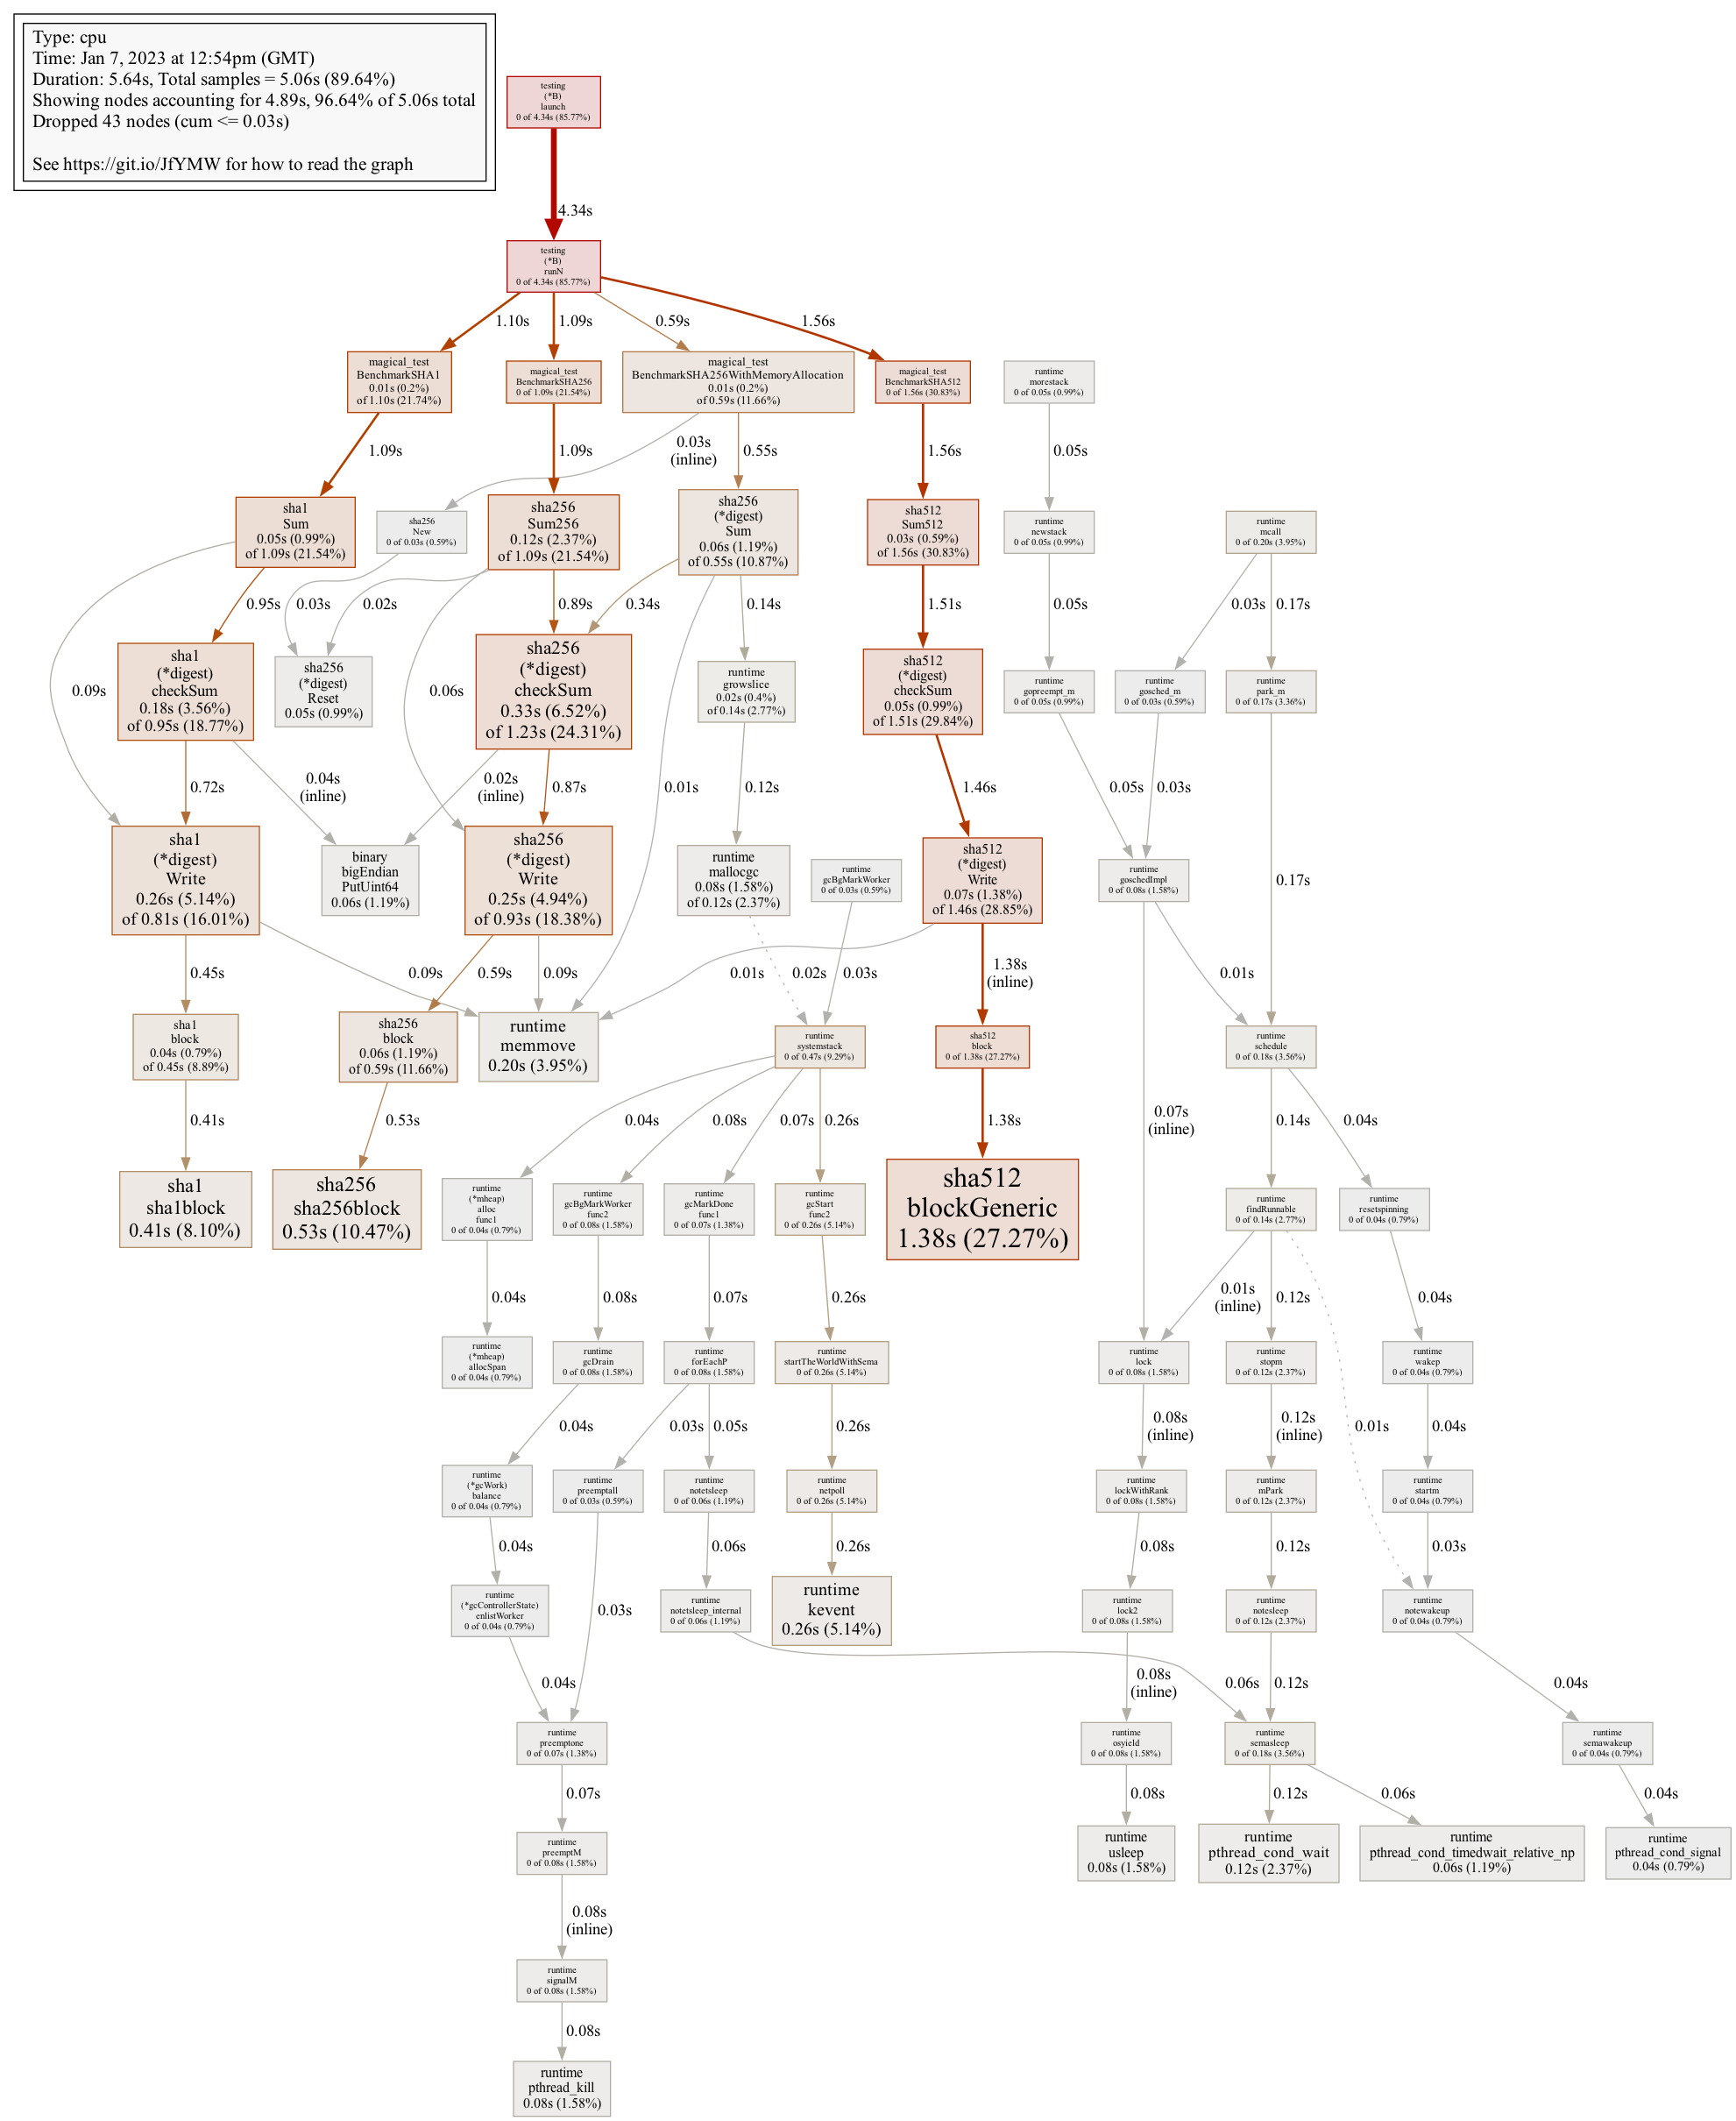 Type: cpu
Time: Jan 7, 2023 at 12:54pm (GMT)
Duration: 5.64s, Total samples = 5.06s (89.64%)
Showing nodes accounting for 4.89s, 96.64% of 5.06s total
Dropped 43 nodes (cum <= 0.03s)
See https://git.io/JfYMW for how to read the graph
testing
(*B)
launch
0 of 4.34s (85.77%)
4.34s
testing
(*B)
runN
0 of 4.34s (85.77%)
1.10s
1.09s
0.59s
1.56s
magical_test
BenchmarkSHA1
0.01s (0.2%)
of 1.10s (21.74%)
magical_test
BenchmarkSHA256
0 of 1.09s (21.54%)
magical_test
BenchmarkSHA256WithMemoryAllocation
0.01s (0.2%)
of 0.59s (11.66%)
magical_test
BenchmarkSHA512
0 of 1.56s (30.83%)
runtime
morestack
0 of 0.05s (0.99%)
1.09s
1.09s
0.03s
(inline)
0.55s
1.56s
0.05s
sha1
Sum
0.05s (0.99%)
of 1.09s (21.54%)
sha256
New
0 of 0.03s (0.59%)
sha256
Sum256
0.12s (2.37%)
of 1.09s (21.54%)
sha256
(*digest)
Sum
0.06s (1.19%)
of 0.55s (10.87%)
sha512
Sum512
0.03s (0.59%)
of 1.56s (30.83%)
runtime
newstack
0 of 0.05s (0.99%)
runtime
mcall
0 of 0.20s (3.95%)
0.95s
0.03s
0.02s
0.89s
0.34s
0.14s
1.51s
0.05s
0.03s
0.17s
0.09s
sha1
(*digest)
checkSum
0.18s (3.56%)
of 0.95s (18.77%)
sha256
(*digest)
Reset
0.05s (0.99%)
0.06s
sha256
(*digest)
checkSum
0.33s (6.52%)
of 1.23s (24.31%)
runtime
growslice
0.02s (0.4%)
of 0.14s (2.77%)
sha512
(*digest)
checkSum
0.05s (0.99%)
of 1.51s (29.84%)
runtime
gopreempt_m
0 of 0.05s (0.99%)
runtime
gosched_m
0 of 0.03s (0.59%)
runtime
park_m
0 of 0.17s (3.36%)
0.72s
0.04s
(inline)
0.02s
(inline)
0.87s
0.01s
0.12s
1.46s
0.05s
0.03s
sha1
(*digest)
Write
0.26s (5.14%)
of 0.81s (16.01%)
binary
bigEndian
PutUint64
0.06s (1.19%)
sha256
(*digest)
Write
0.25s (4.94%)
of 0.93s (18.38%)
runtime
mallocgc
0.08s (1.58%)
of 0.12s (2.37%)
runtime
gcBgMarkWorker
0 of 0.03s (0.59%)
sha512
(*digest)
Write
0.07s (1.38%)
of 1.46s (28.85%)
runtime
goschedImpl
0 of 0.08s (1.58%)
0.17s
0.45s
0.09s
0.59s
0.09s
0.01s
0.02s
0.03s
1.38s
(inline)
0.01s
sha1
block
0.04s (0.79%)
of 0.45s (8.89%)
sha256
block
0.06s (1.19%)
of 0.59s (11.66%)
runtime
memmove
0.20s (3.95%)
runtime
systemstack
0 of 0.47s (9.29%)
sha512
block
0 of 1.38s (27.27%)
runtime
schedule
0 of 0.18s (3.56%)
0.41s
0.53s
0.04s
0.08s
0.07s
0.26s
1.38s
0.07s
(inline)
0.14s
0.04s
sha1
sha1block
0.41s (8.10%)
sha256
sha256block
0.53s (10.47%)
runtime
(*mheap)
alloc
func1
0 of 0.04s (0.79%)
runtime
gcBgMarkWorker
func2
0 of 0.08s (1.58%)
runtime
gcMarkDone
func1
0 of 0.07s (1.38%)
runtime
gcStart
func2
0 of 0.26s (5.14%)
sha512
blockGeneric
1.38s (27.27%)
runtime
findRunnable
0 of 0.14s (2.77%)
runtime
resetspinning
0 of 0.04s (0.79%)
0.04s
0.08s
0.07s
0.26s
0.01s
(inline)
0.12s
0.04s
runtime
(*mheap)
allocSpan
0 of 0.04s (0.79%)
runtime
gcDrain
0 of 0.08s (1.58%)
runtime
forEachP
0 of 0.08s (1.58%)
runtime
startTheWorldWithSema
0 of 0.26s (5.14%)
runtime
lock
0 of 0.08s (1.58%)
runtime
stopm
0 of 0.12s (2.37%)
runtime
wakep
0 of 0.04s (0.79%)
0.04s
0.03s
0.05s
0.26s
0.08s
(inline)
0.12s
(inline)
0.01s
0.04s
runtime
(*gcWork)
balance
0 of 0.04s (0.79%)
runtime
preemptall
0 of 0.03s (0.59%)
runtime
notetsleep
0 of 0.06s (1.19%)
runtime
netpoll
0 of 0.26s (5.14%)
runtime
lockWithRank
0 of 0.08s (1.58%)
runtime
mPark
0 of 0.12s (2.37%)
runtime
startm
0 of 0.04s (0.79%)
0.04s
0.06s
0.26s
0.08s
0.12s
0.03s
runtime
(*gcControllerState)
enlistWorker
0 of 0.04s (0.79%)
0.03s
runtime
notetsleep_internal
0 of 0.06s (1.19%)
runtime
kevent
0.26s (5.14%)
runtime
lock2
0 of 0.08s (1.58%)
runtime
notesleep
0 of 0.12s (2.37%)
runtime
notewakeup
0 of 0.04s (0.79%)
0.04s
0.08s
(inline)
0.06s
0.12s
0.04s
runtime
preemptone
0 of 0.07s (1.38%)
runtime
osyield
0 of 0.08s (1.58%)
runtime
semasleep
0 of 0.18s (3.56%)
runtime
semawakeup
0 of 0.04s (0.79%)
0.07s
0.08s
0.12s
0.06s
0.04s
runtime
preemptM
0 of 0.08s (1.58%)
runtime
usleep
0.08s (1.58%)
runtime
pthread_cond_wait
0.12s (2.37%)
runtime
pthread_cond_timedwait_relative_np
0.06s (1.19%)
runtime
pthread_cond_signal
0.04s (0.79%)
0.08s
(inline)
runtime
signalM
0 of 0.08s (1.58%)
0.08s
runtime
pthread_kill
0.08s (1.58%)